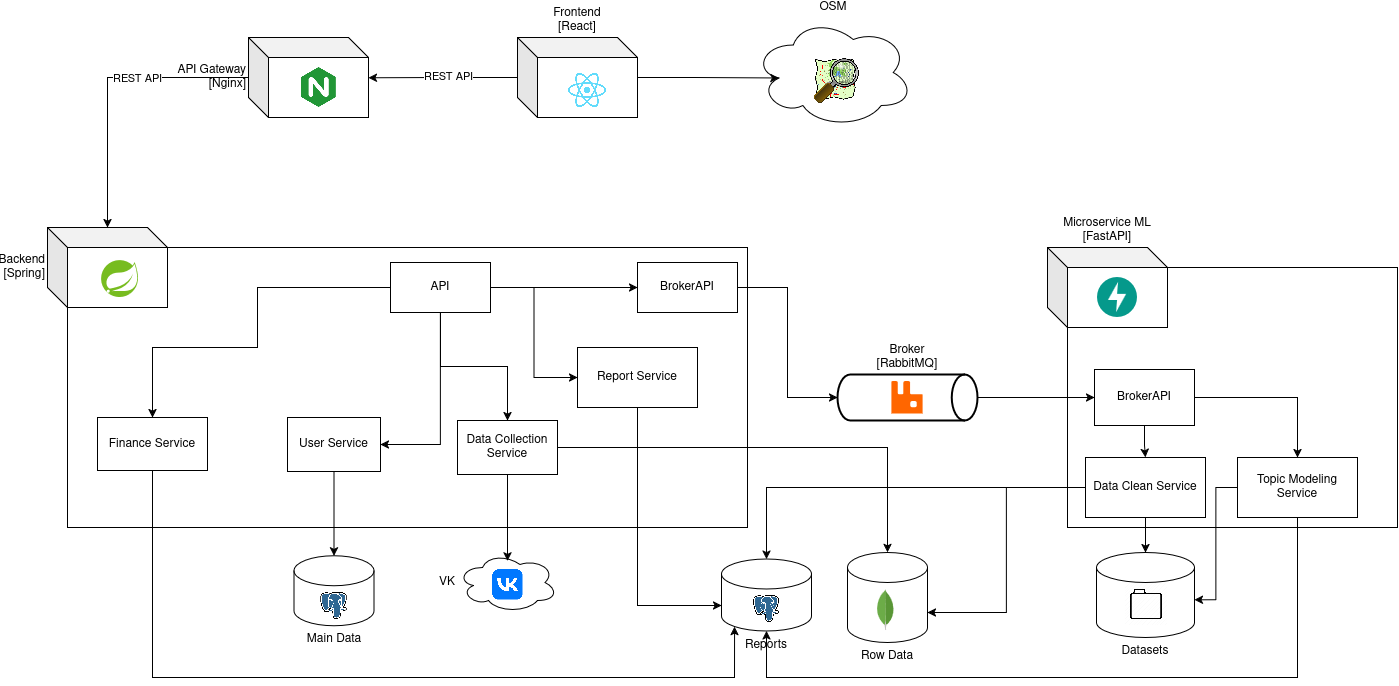 OSM
Frontend
[React]
API Gateway
[Nginx]
REST API
REST API
Backend
[Spring]
API
BrokerAPI
Report Service
Finance Service
User Service
Data Collection
Service
Broker
[RabbitMQ]
Microservice ML
[FastAPI]
BrokerAPI
Data Clean Service
Topic Modeling
Service
VK
Main Data
Reports
Row Data
Datasets